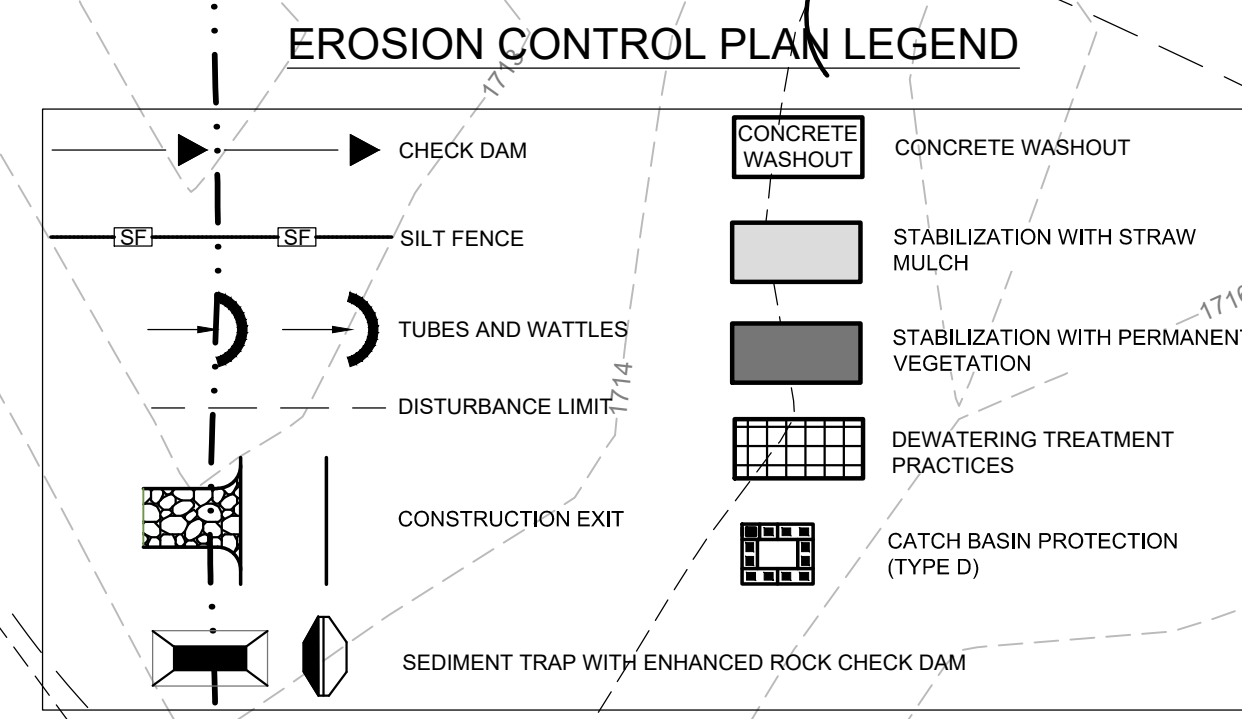 EROSION CONTROL PLAN LEGEND
1713
CHECK DAM
SF SF SILT FENCE
TUBES AND WATTLES
1714
DISTURBANCE LIMIT
CONSTRUCTION EXIT
SEDIMENT TRAP WITH ENHANCED ROCK CHECK DAM
CONCRETE
WASHOUT
CONCRETE WASHOUT
STABILIZATION WITH STRAW
MULCH
1716
STABILIZATION WITH PERMANENT
VEGETATION
DEWATERING TREATMENT
PRACTICES
CATCH BASIN PROTECTION
(TYPE D)